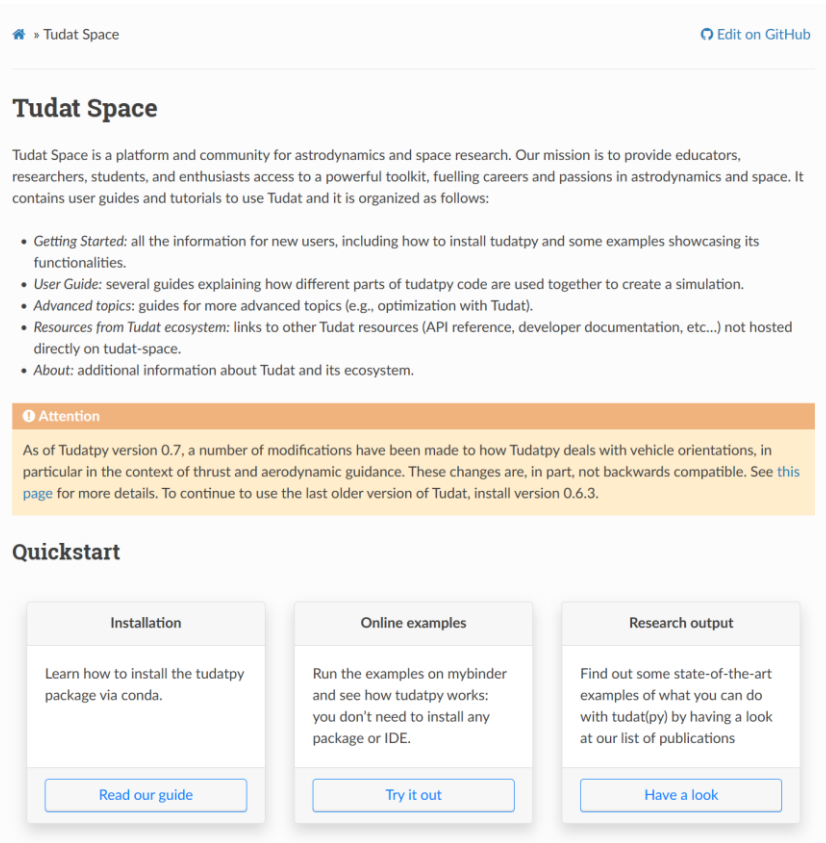 » Tudat Space
Edit on GitHub
Tudat Space
Tudat Space is a platform and community for astrodynamics and space research. Our mission is to provide educators,
researchers, students, and enthusiasts access to a powerful toolkit, fuelling careers and passions in astrodynamics and space. It
contains user guides and tutorials to use Tudat and it is organized as follows:
• Getting Started: all the information for new users, including how to install tudatpy and some examples showcasing its
functionalities.
• User Guide: several guides explaining how different parts of tudatpy code are used together to create a simulation.
• Advanced topics: guides for more advanced topics (e.g., optimization with Tudat).
• Resources from Tudat ecosystem: links to other Tudat resources (API reference, developer documentation, etc...) not hosted
directly on tudat-space.
• About: additional information about Tudat and its ecosystem.
Attention
As of Tudatpy version 0.7, a number of modifications have been made to how Tudatpy deals with vehicle orientations, in
particular in the context of thrust and aerodynamic guidance. These changes are, in part, not backwards compatible. See this
page for more details. To continue to use the last older version of Tudat, install version 0.6.3.
Quickstart
Installation
Learn how to install the tudatpy
package via conda.
Read our guide
Online examples
Run the examples on mybinder
and see how tudatpy works:
you don't need to install any
package or IDE.
Try it out
Research output
Find out some state-of-the-art
examples of what you can do
with tudat(py) by having a look
at our list of publications
Have a look